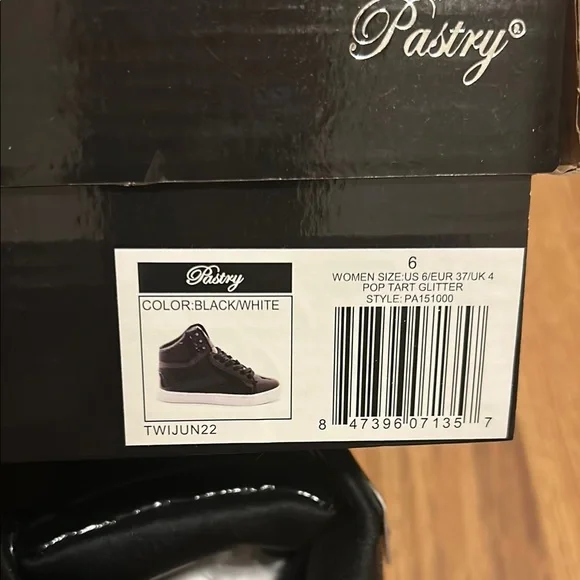 Pastry®
Pastry
COLOR:BLACK/WHITE
TWIJUN22
6
WOMEN SIZE:US 6/EUR 37/UK 4
POP TART GLITTER
STYLE: PA151000
8 47396 07135 7